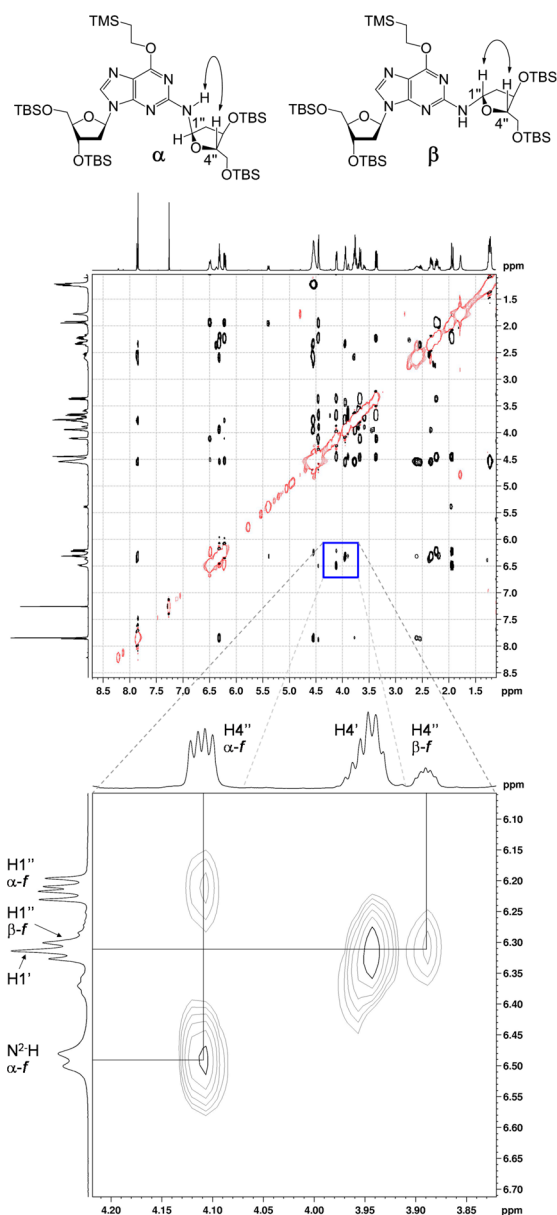 TMS
TMS
O
O
N
N
N
N
H
N
N
N
N
H
H
N
H
TBSO
O
N
N
N
H
1"
TBSO
TBSO
O
N
N
N
H
1"
OTBS
OTBS
OTBS
O
4"
TBSO
α
O
4"
TBSO
β
OTBS
OTBS
ppm
ppm
1.5
2.0
2.5
3.0
3.5
4.0
4.5
5.0
5.5
6.0
6.5
7.0
7.5
8.0
8.5
8.5 8.0 7.5 7.0 6.5 6.0 5.5 5.0 4.5 4.0 3.5 3.0 2.5 2.0 1.5 ppm
H4'' α-f
H4'
H4'' β-f
ppm
H1'' α-f
H1'' β-f
H1'
N²-H α-f
6.10
6.15
6.20
6.25
6.30
6.35
6.40
6.45
6.50
6.55
6.60
6.65
6.70
4.20 4.15 4.10 4.05 4.00 3.95 3.90 3.85 ppm